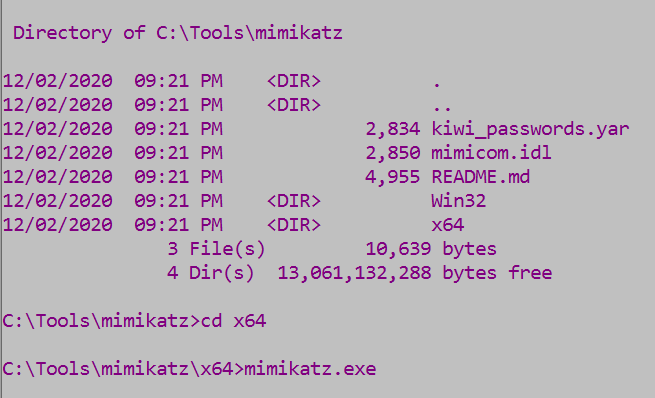 Directory of C:\Tools\mimikatz
12/02/2020  09:21 PM    <DIR>          .
12/02/2020  09:21 PM    <DIR>          ..
12/02/2020  09:21 PM             2,834 kiwi_passwords.yar
12/02/2020  09:21 PM             2,850 mimicom.idl
12/02/2020  09:21 PM             4,955 README.md
12/02/2020  09:21 PM    <DIR>          Win32
12/02/2020  09:21 PM    <DIR>          x64
3 File(s)         10,639 bytes
4 Dir(s)  13,061,132,288 bytes free
C:\Tools\mimikatz>cd x64
C:\Tools\mimikatz\x64>mimikatz.exe